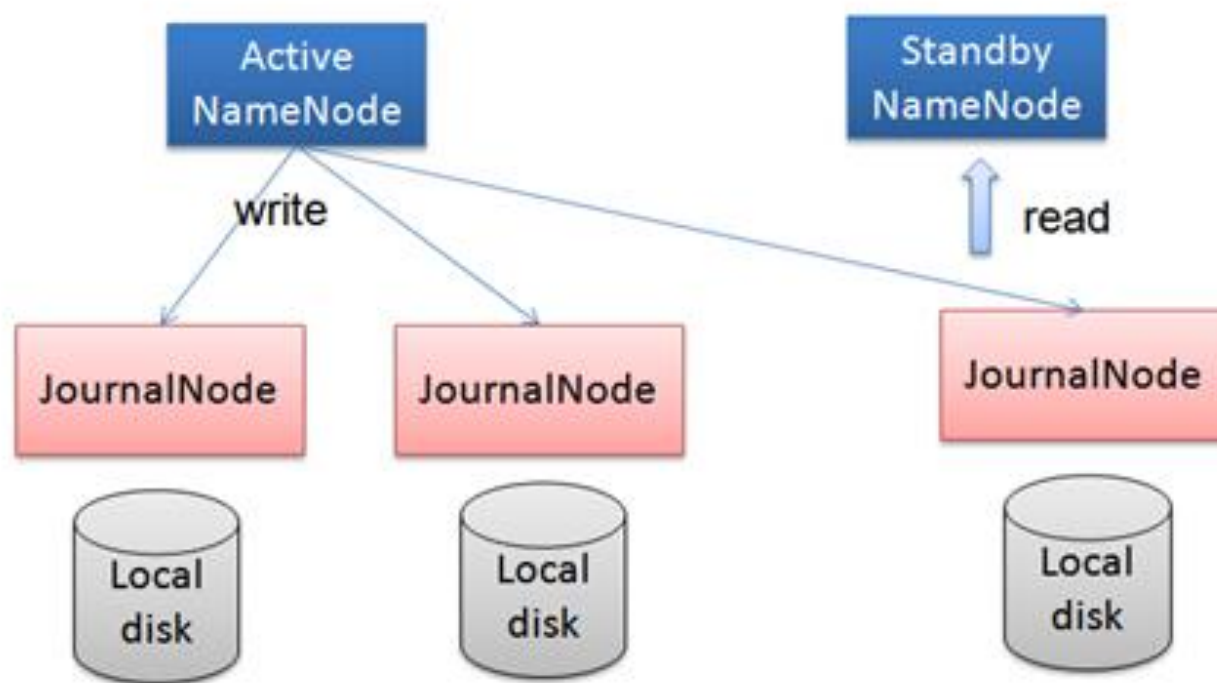 Active
NameNode
Standby
NameNode
write
read
JournalNode
JournalNode
JournalNode
Local
disk
Local
disk
Local
disk